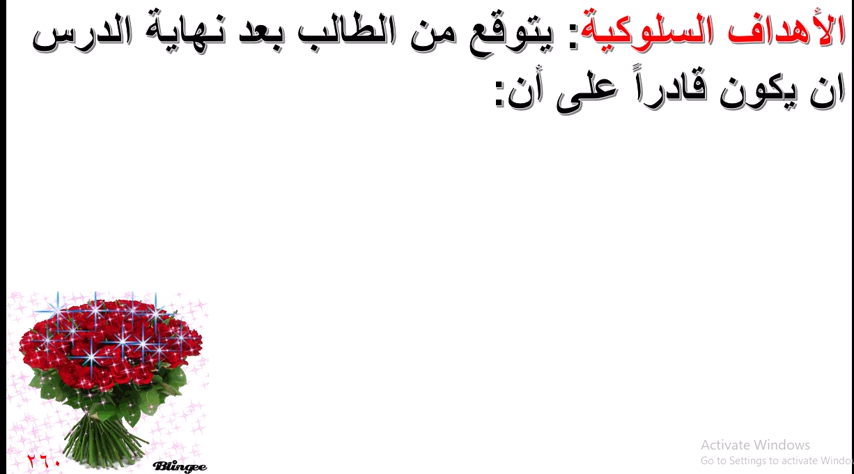 الأهداف السلوكية: يتوقع من الطالب بعد نهاية الدرس
ان يكون قادراً على أن:
Blingee
٢٦٠
Activate Windows
Go to Settings to activate Windo